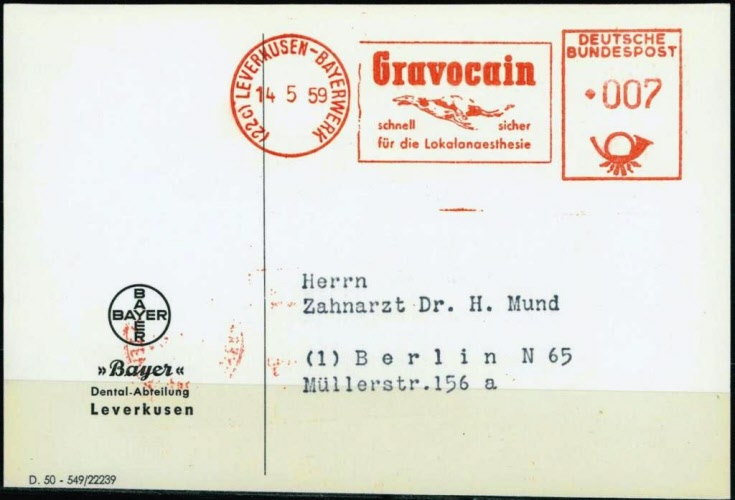 (22C) LEVERKUSEN-BAYERWERK
14 5 59
Gravocain
schnell sicher
für die Lokalanaesthesie
DEUTSCHE
BUNDESPOST
007
Herrn
Zahnarzt Dr. H. Mund
(1) Berlin N 65
Müllerstr.156 a
BAYER
BAYER
»Bayer«
Dental-Abteilung
Leverkusen
D. 50 - 549/22239